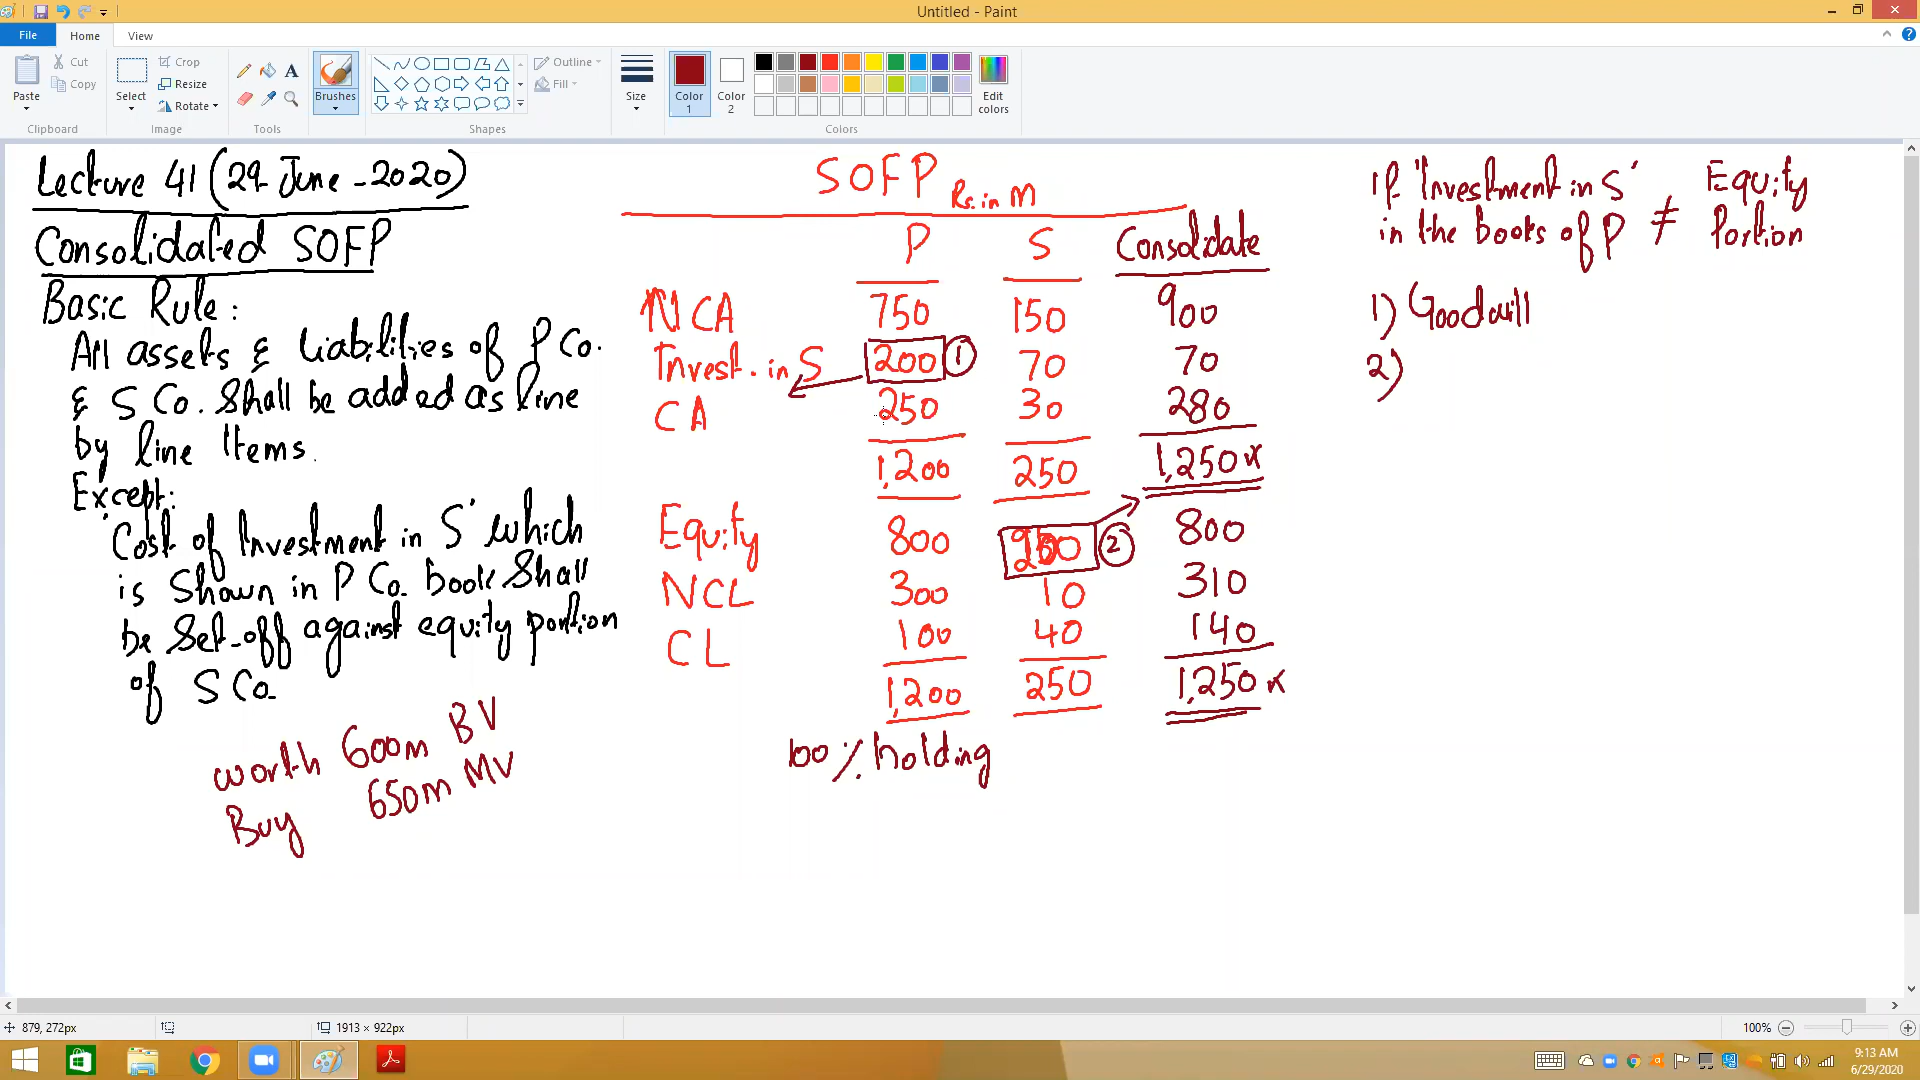 Untitled - Paint
File
Home
View
Paste
Cut
Copy
Clipboard
Select
Crop
Resize
Rotate
Image
Tools
Brushes
Outline
Fill
Shapes
Size
Color 1
Color 2
Edit colors
Colors
Lecture 41 (29-June-2020)
Consolidated SOFP
Basic Rule:
All assets & Liabilities of P Co.
& S Co. Shall be added as line
by line Items.
Except:
'Cost of Investment in S' which
is Shown in P Co. book Shall
be Set-off against equity portion
of S Co.
worth 600m BV
Buy 650m MV
SOFP Rs. in M
P S Consolidate
NCA 750 150 900
Invest. in S 200 1 70 70
CA 250 30 280
1,200 250 1,250 x
Equity 800 2 800
NCL 300 10 310
CL 100 40 140
1,200 250 1,250 x
100% holding
If 'Investment in S' Equity
in the books of P ≠ Portion
1) Goodwill
2)
879, 272px
1913 × 922px
100%
9:13 AM
6/29/2020